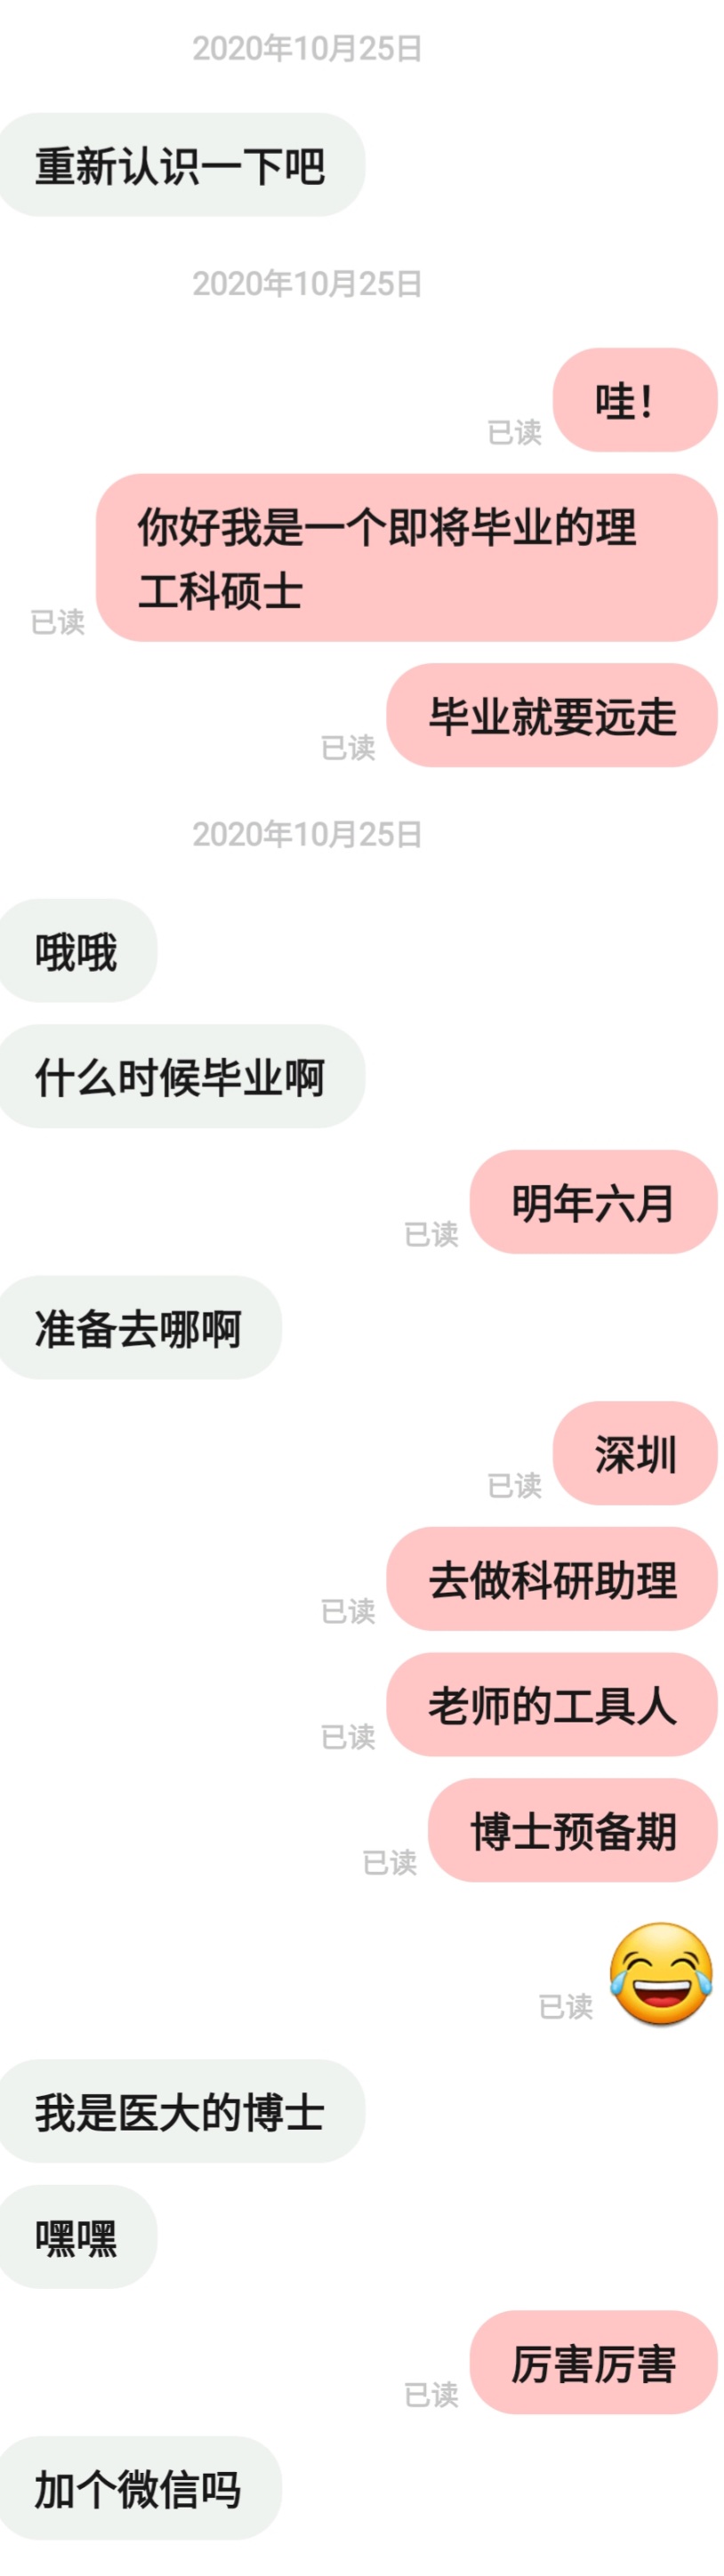 2020年10月25日
重新认识一下吧
2020年10月25日
哇!
已读
你好我是一个即将毕业的理
工科硕士
已读
毕业就要远走
已读
2020年10月25日
哦哦
什么时候毕业啊
明年六月
已读
准备去哪啊
深圳
已读
去做科研助理
已读
老师的工具人
已读
博士预备期
已读
已读
我是医大的博士
嘿嘿
厉害厉害
已读
加个微信吗